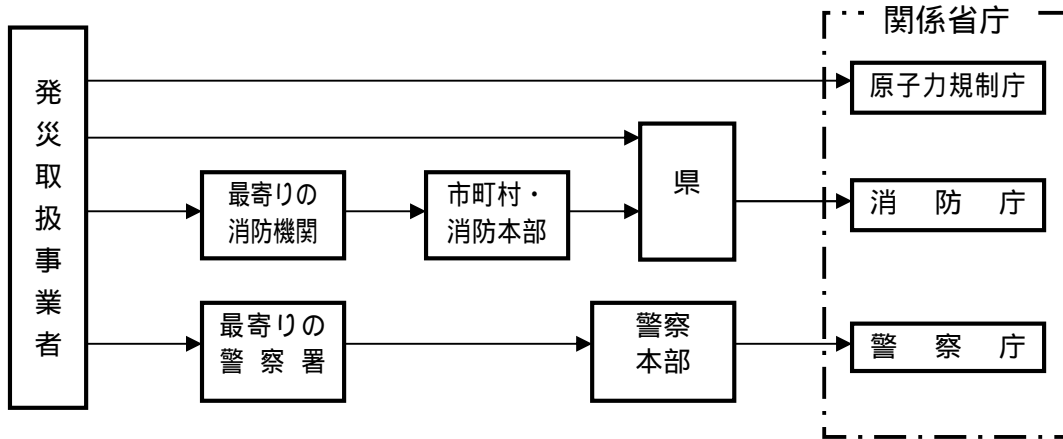 関係省庁
発災取扱事業者
原子力規制庁
県
最寄りの
消防機関
市町村・
消防本部
消防庁
最寄りの
警察署
警察
本部
警察庁